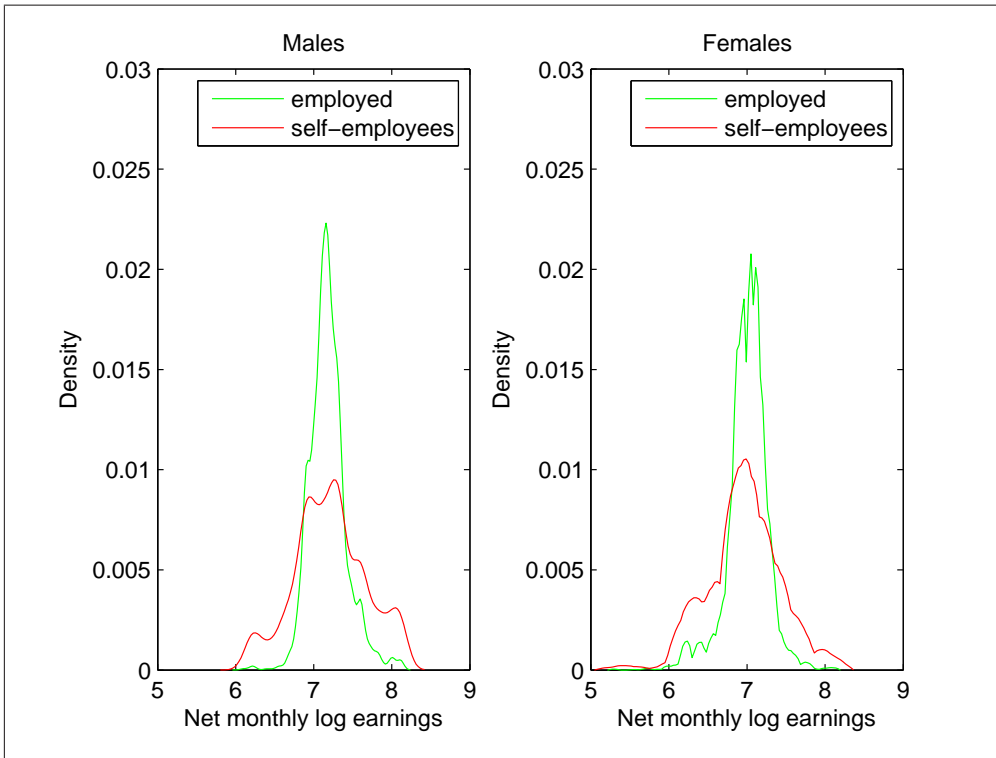 Males
0.03
0.025
0.02
0.015
0.01
0.005
0
5
6
7
8
9
Density
Net monthly log earnings
employed
self−employees
Females
0.03
0.025
0.02
0.015
0.01
0.005
0
5
6
7
8
9
Density
Net monthly log earnings
employed
self−employees